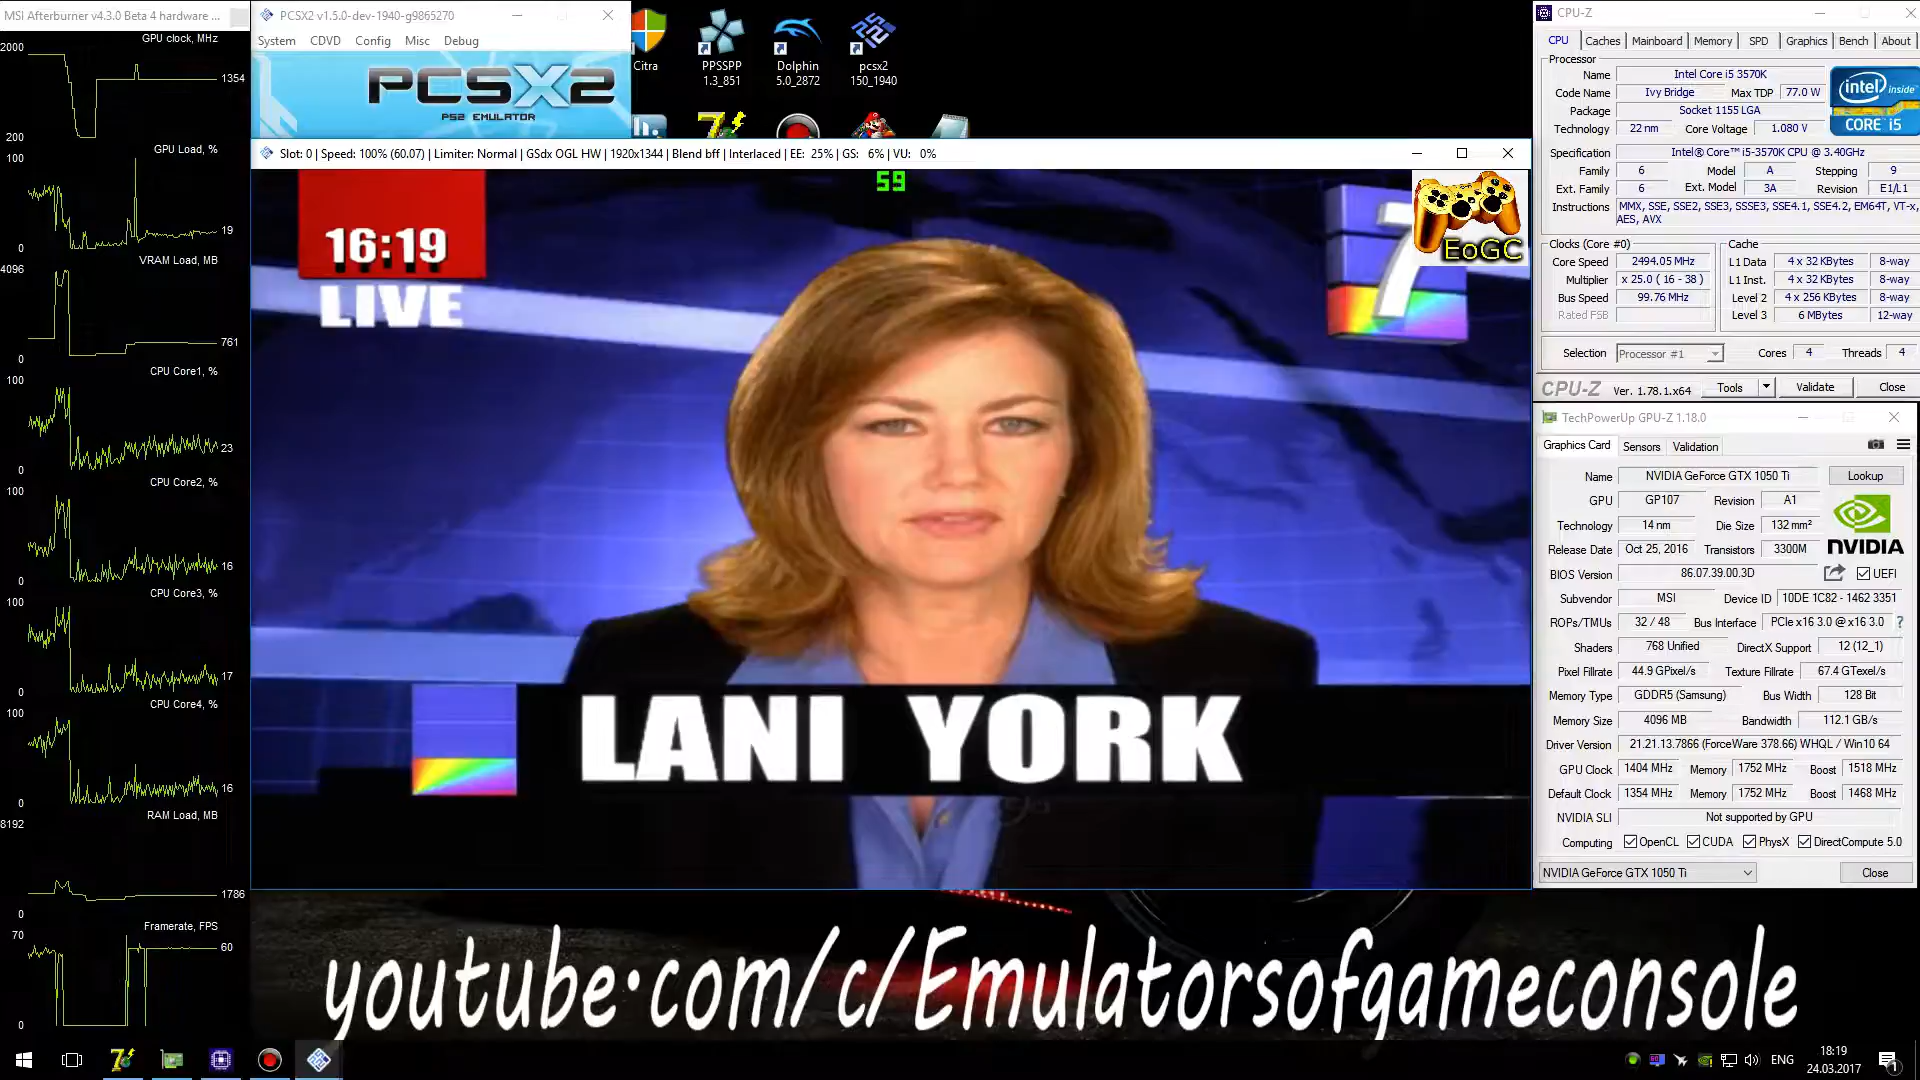 MSI Afterburner v4.3.0 Beta 4 hardware ...
GPU clock, MHz
2000
1354
200
GPU Load, %
100
19
0
VRAM Load, MB
4096
761
0
CPU Core1, %
100
23
0
CPU Core2, %
100
16
0
CPU Core3, %
100
17
0
CPU Core4, %
100
16
0
RAM Load, MB
8192
1786
0
Framerate, FPS
70
60
0
PCSX2 v1.5.0-dev-1940-g9865270
System CDVD Config Misc Debug
PCSX2
PS2 EMULATOR
Citra
PPSSPP
1.3_851
Dolphin
5.0_2872
pcsx2
150_1940
Slot: 0 | Speed: 100% (60.07) | Limiter: Normal | GSdx OGL HW | 1920x1344 | Blend bff | Interlaced | EE: 25% | GS: 6% | VU: 0%
59
16:19
LIVE
7
EoGC
LANI YORK
youtube.com/c/Emulatorsofgameconsole
CPU-Z
CPU Caches Mainboard Memory SPD Graphics Bench About
Processor
Name Intel Core i5 3570K
Code Name Ivy Bridge Max TDP 77.0 W
Package Socket 1155 LGA
Technology 22 nm Core Voltage 1.080 V
intel inside
CORE i5
Specification Intel® Core™ i5-3570K CPU @ 3.40GHz
Family 6 Model A Stepping 9
Ext. Family 6 Ext. Model 3A Revision E1/L1
Instructions MMX, SSE, SSE2, SSE3, SSSE3, SSE4.1, SSE4.2, EM64T, VT-x,
AES, AVX
Clocks (Core #0)
Core Speed 2494.05 MHz
Multiplier x 25.0 ( 16 - 38 )
Bus Speed 99.76 MHz
Rated FSB
Cache
L1 Data 4 x 32 KBytes 8-way
L1 Inst. 4 x 32 KBytes 8-way
Level 2 4 x 256 KBytes 8-way
Level 3 6 MBytes 12-way
Selection Processor #1 Cores 4 Threads 4
CPU-Z Ver. 1.78.1.x64 Tools Validate Close
TechPowerUp GPU-Z 1.18.0
Graphics Card Sensors Validation
Name NVIDIA GeForce GTX 1050 Ti Lookup
GPU GP107 Revision A1
Technology 14 nm Die Size 132 mm²
Release Date Oct 25, 2016 Transistors 3300M
NVIDIA
BIOS Version 86.07.39.00.3D UEFI
Subvendor MSI Device ID 10DE 1C82 - 1462 3351
ROPs/TMUs 32 / 48 Bus Interface PCIe x16 3.0 @ x16 3.0 ?
Shaders 768 Unified DirectX Support 12 (12_1)
Pixel Fillrate 44.9 GPixel/s Texture Fillrate 67.4 GTexel/s
Memory Type GDDR5 (Samsung) Bus Width 128 Bit
Memory Size 4096 MB Bandwidth 112.1 GB/s
Driver Version 21.21.13.7866 (ForceWare 378.66) WHQL / Win10 64
GPU Clock 1404 MHz Memory 1752 MHz Boost 1518 MHz
Default Clock 1354 MHz Memory 1752 MHz Boost 1468 MHz
NVIDIA SLI Not supported by GPU
Computing OpenCL CUDA PhysX DirectCompute 5.0
NVIDIA GeForce GTX 1050 Ti Close
ENG
18:19
24.03.2017
1